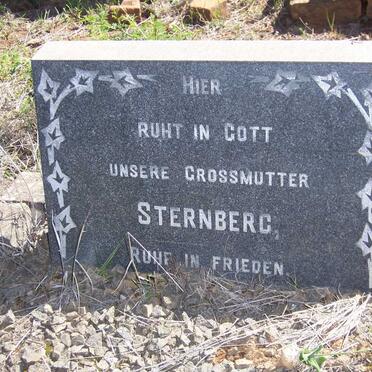 HIER
RUHT IN GOTT
UNSERE GROSSMUTTER
STERNBERG,
RUHE IN FRIEDEN